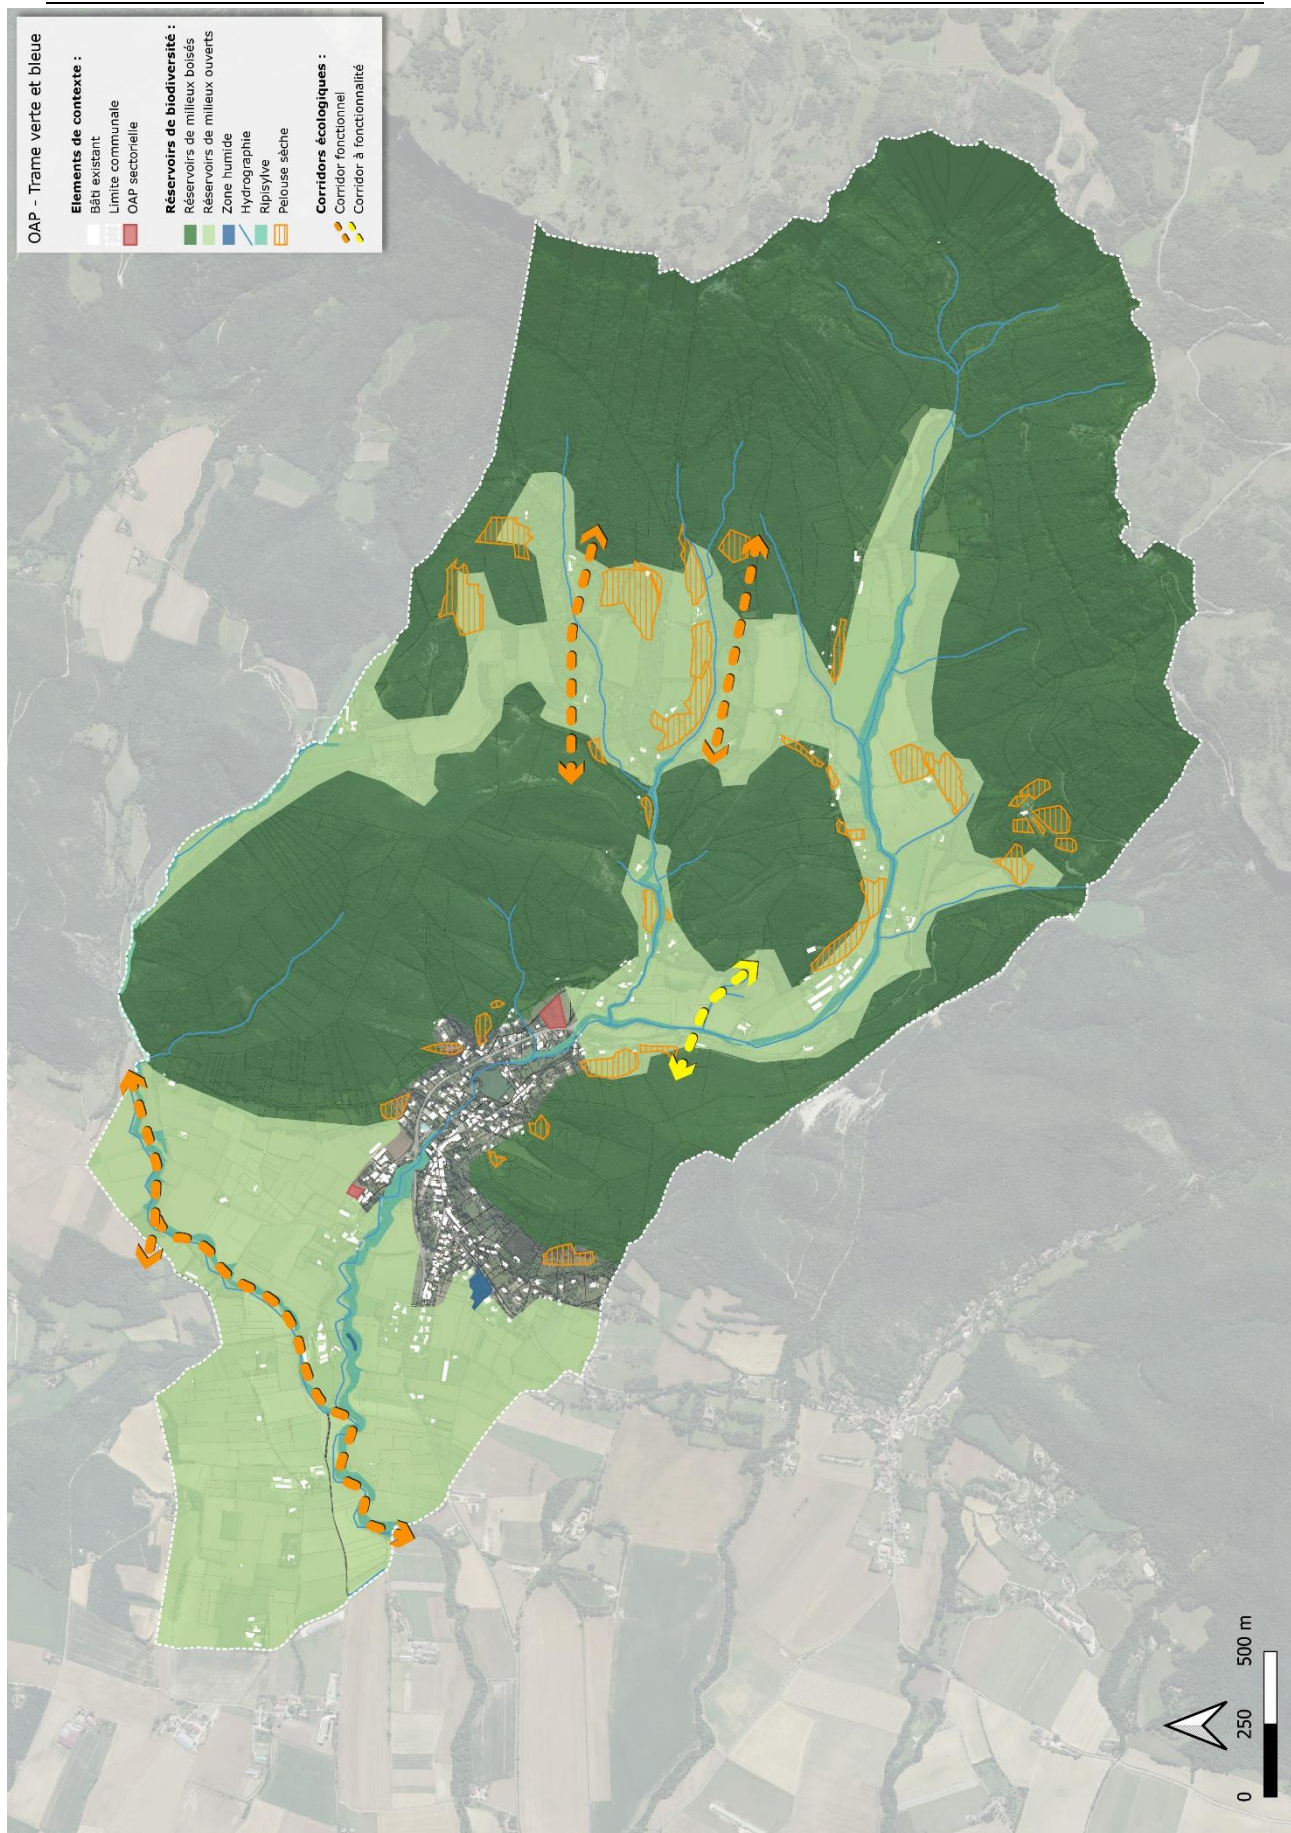 OAP - Trame verte et bleue
Elements de contexte :
Bâti existant
Limite communale
OAP sectorielle
Réservoirs de biodiversité :
Réservoirs de milieux boisés
Réservoirs de milieux ouverts
Zone humide
Hydrographie
Ripisylve
Pelouse sèche
Corridors écologiques :
Corridor fonctionnel
Corridor à fonctionnalité
0 250 500 m